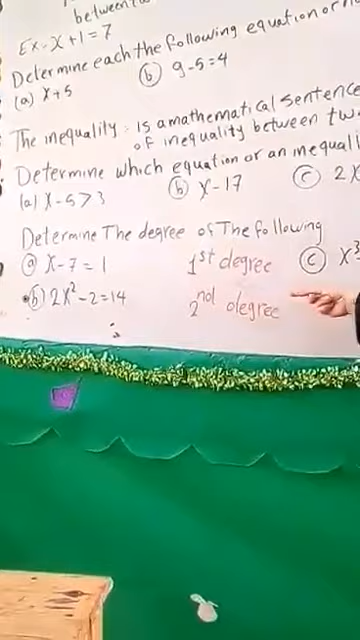 between
Ex. x + 1 = 7
Determine each the following equation or
(a) x + 5 (b) 9 - 5 = 4
The inequality : is a mathematical sentence
of inequality between
Determine which equation or an inequali
(a) x - 5 > 3 (b) x - 17 (c) 2x
Determine The degree of The following
(a) x - 7 = 1 1st degree (c) x³
(b) 2x² - 2 = 14 2nd degree